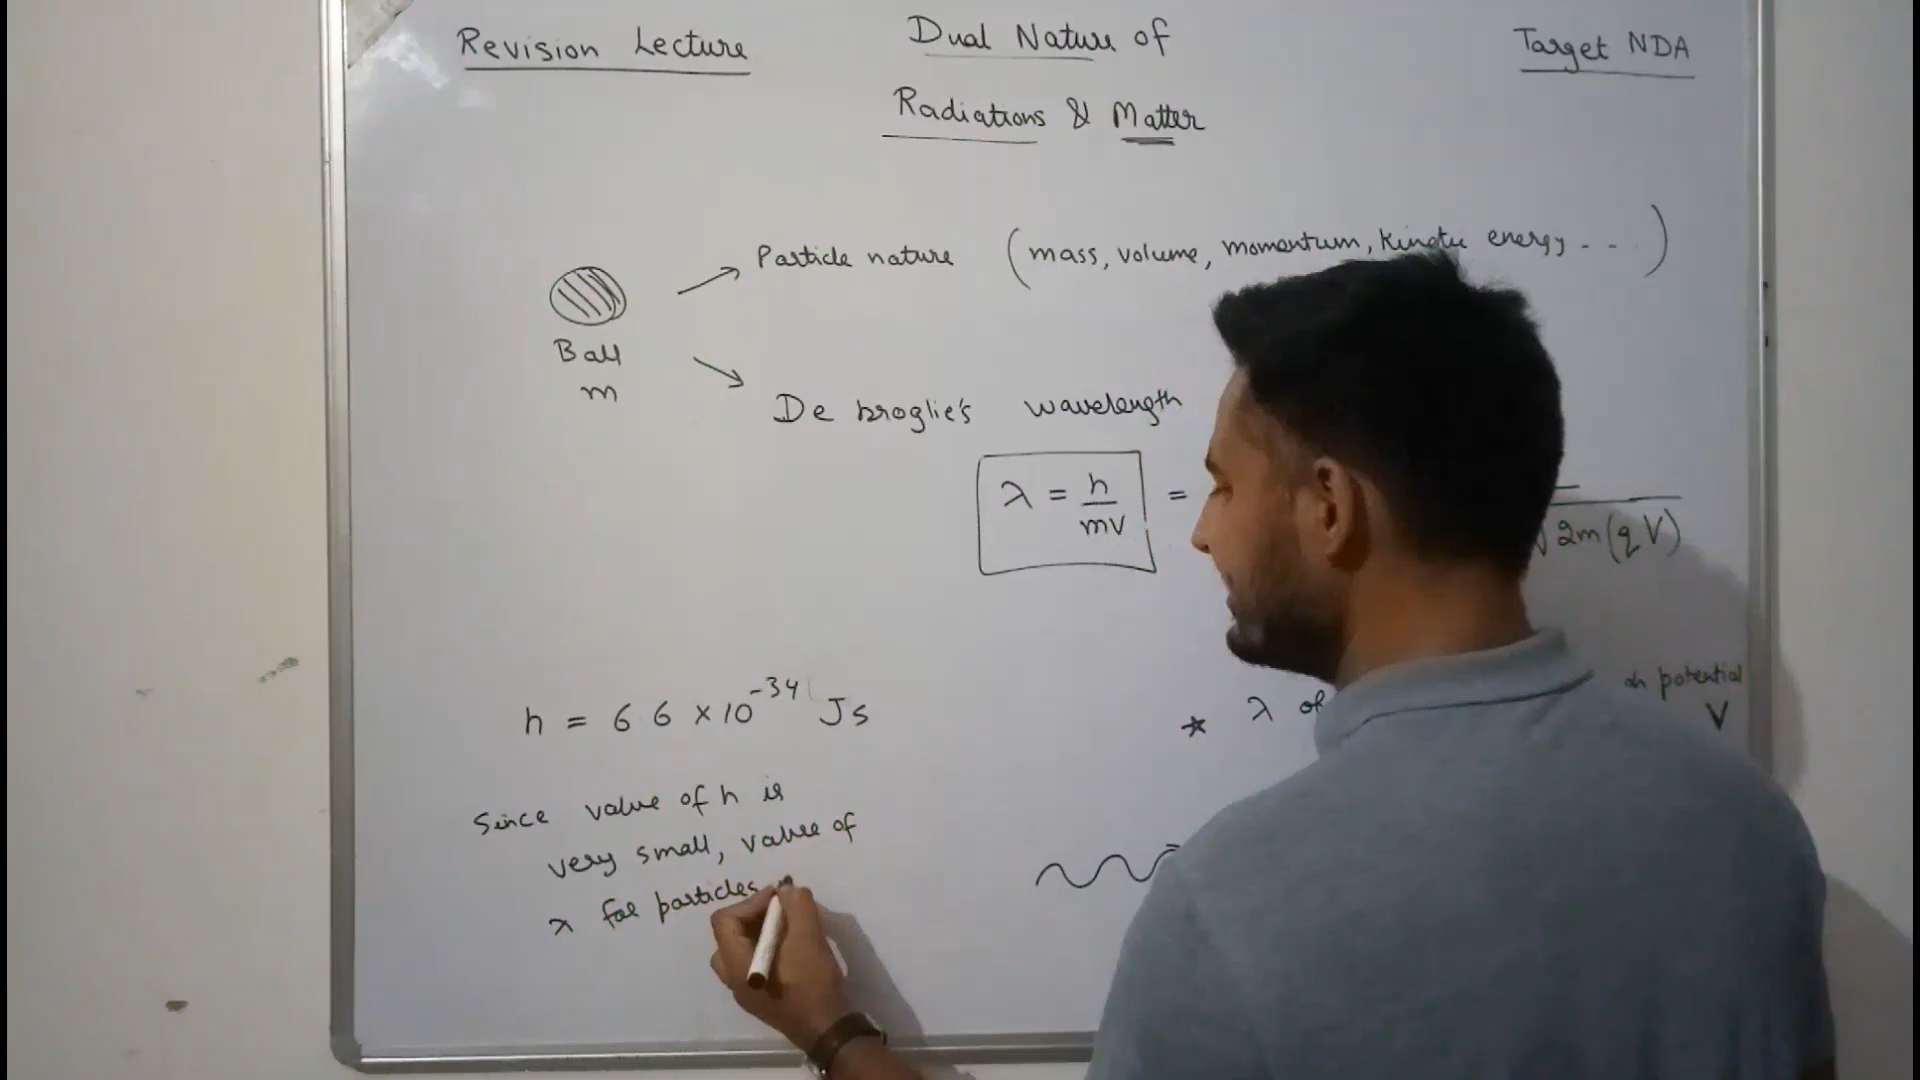 Revision Lecture
Dual Nature of
Radiations & Matter
Target NDA
Particle nature (mass, volume, momentum, kinetic energy - - . )
Ball
m
De broglie's wavelength
λ = h/mv =
√2m(qV)
h = 6 6 × 10^-34 Js
Since value of h is
very small, value of
λ for particles
* λ of
potential
V